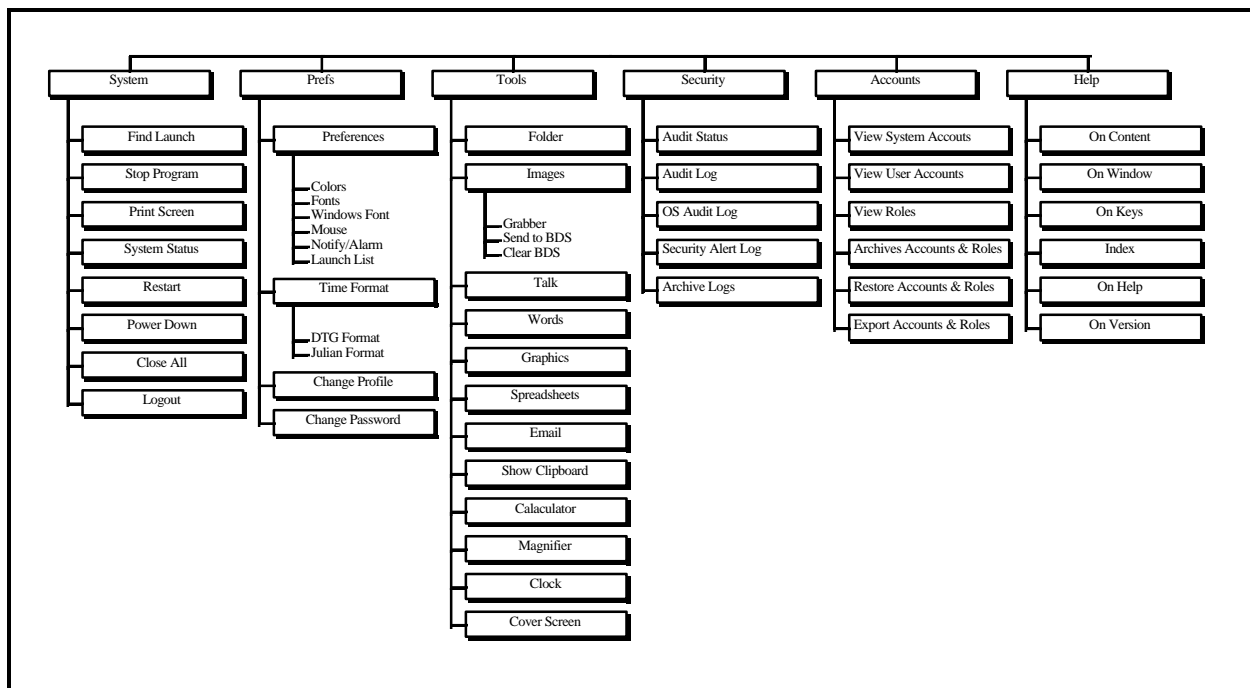 System
Prefs
Tools
Security
Accounts
Help
Find Launch
Stop Program
Print Screen
System Status
Restart
Power Down
Close All
Logout
Preferences
Colors
Fonts
Windows Font
Mouse
Notify/Alarm
Launch List
Time Format
DTG Format
Julian Format
Change Profile
Change Password
Folder
Images
Grabber
Send to BDS
Clear BDS
Talk
Words
Graphics
Spreadsheets
Email
Show Clipboard
Calaculator
Magnifier
Clock
Cover Screen
Audit Status
Audit Log
OS Audit Log
Security Alert Log
Archive Logs
View System Accouts
View User Accounts
View Roles
Archives Accounts & Roles
Restore Accounts & Roles
Export Accounts & Roles
On Content
On Window
On Keys
Index
On Help
On Version